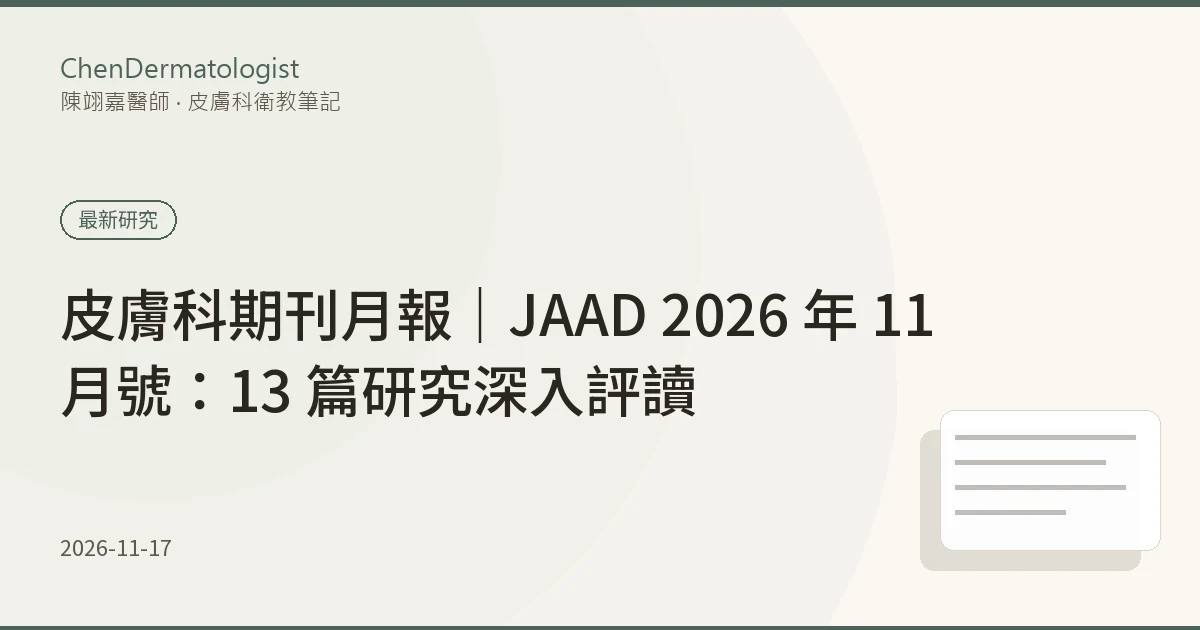 ChenDermatologist
陳翊嘉醫師 · 皮膚科衛教筆記
最新研究
皮膚科期刊月報｜JAAD 2026 年 11
月號：13 篇研究深入評讀
2026-11-17